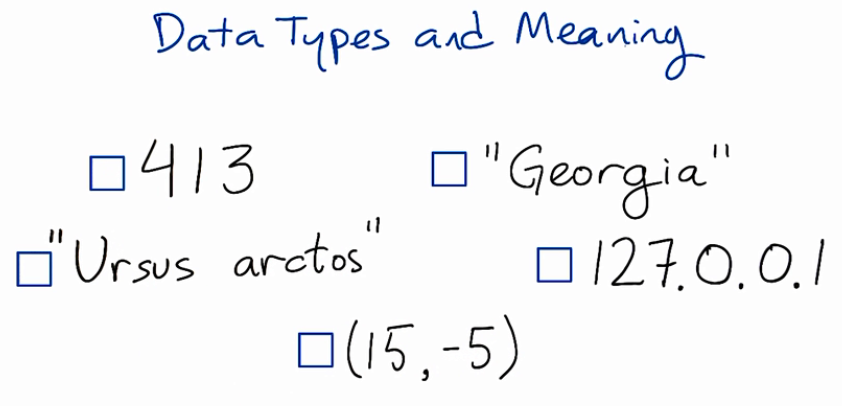 Data Types and Meaning
413 "Georgia"
"Ursus arctos" 127.0.0.1
(15,-5)